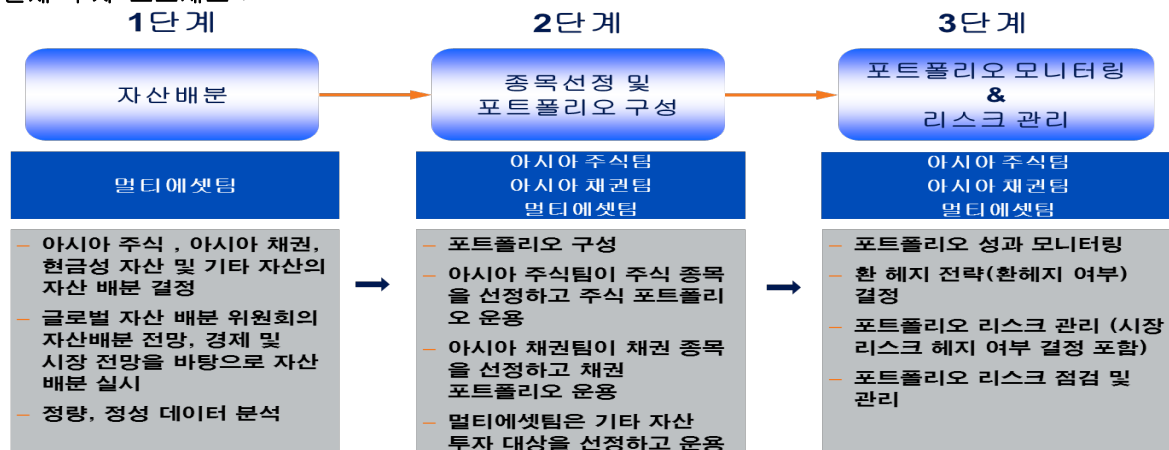 1단계
2단계
3단계
자산배분
종목선정 및
포트폴리오 구성
포트폴리오 모니터링
&
리스크 관리
멀티에셋팀
아시아 주식팀
아시아 채권팀
멀티에셋팀
아시아 주식팀
아시아 채권팀
멀티에셋팀
– 아시아 주식 , 아시아 채권,
현금성 자산 및 기타 자산의
자산 배분 결정
– 글로벌 자산 배분 위원회의
자산배분 전망, 경제 및
시장 전망을 바탕으로 자산
배분 실시
– 정량, 정성 데이터 분석
– 포트폴리오 구성
– 아시아 주식팀이 주식 종목
을 선정하고 주식 포트폴리
오 운용
– 아시아 채권팀이 채권 종목
을 선정하고 채권
포트폴리오 운용
– 멀티에셋팀은 기타 자산
투자 대상을 선정하고 운용
– 포트폴리오 성과 모니터링
– 환 헤지 전략(환헤지 여부)
결정
– 포트폴리오 리스크 관리 (시장
리스크 헤지 여부 결정 포함)
– 포트폴리오 리스크 점검 및
관리